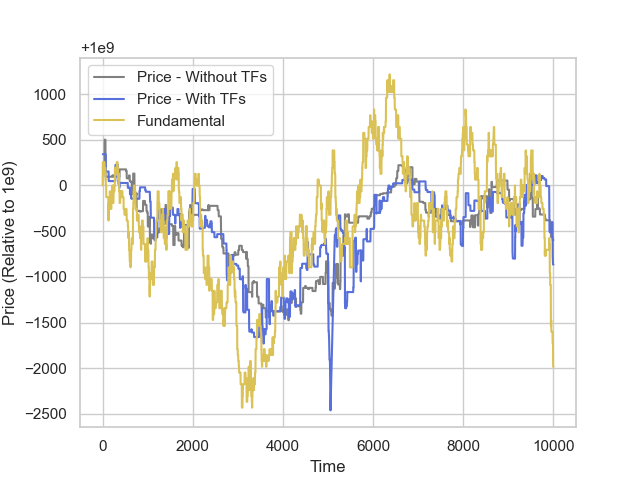 +1e9
Price - Without TFs
Price - With TFs
Fundamental
1000
500
0
−500
−1000
−1500
−2000
−2500
Price (Relative to 1e9)
0 2000 4000 6000 8000 10000
Time